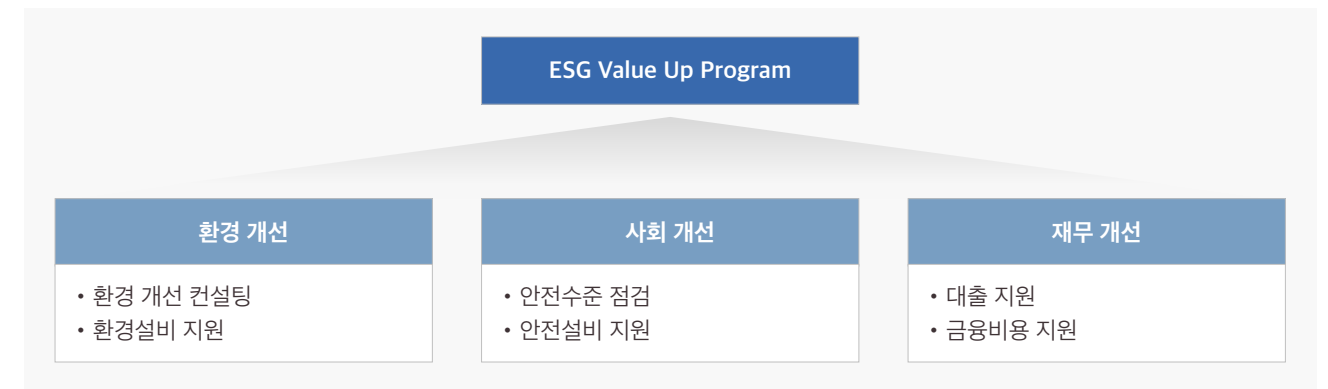 ESG Value Up Program
환경 개선
• 환경 개선 컨설팅
• 환경설비 지원
사회 개선
• 안전수준 점검
• 안전설비 지원
재무 개선
• 대출 지원
• 금융비용 지원